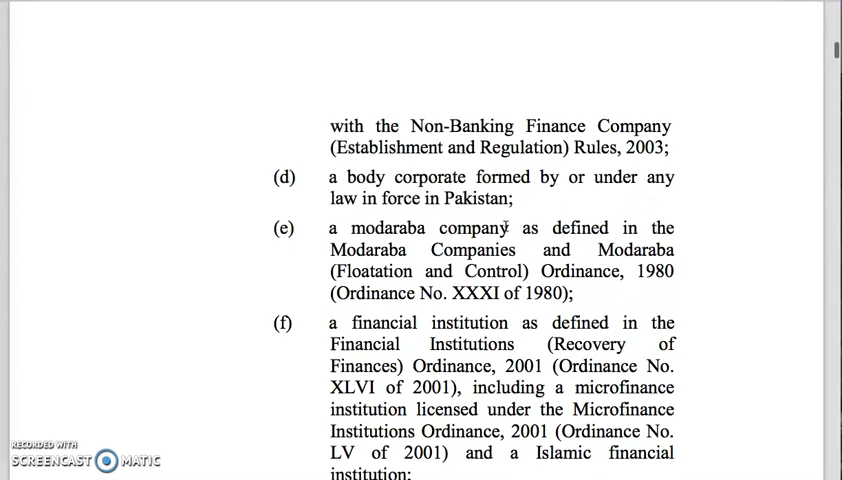 with the Non-Banking Finance Company
(Establishment and Regulation) Rules, 2003;
(d) a body corporate formed by or under any
law in force in Pakistan;
(e) a modaraba company as defined in the
Modaraba Companies and Modaraba
(Floatation and Control) Ordinance, 1980
(Ordinance No. XXXI of 1980);
(f) a financial institution as defined in the
Financial Institutions (Recovery of
Finances) Ordinance, 2001 (Ordinance No.
XLVI of 2001), including a microfinance
institution licensed under the Microfinance
Institutions Ordinance, 2001 (Ordinance No.
LV of 2001) and a Islamic financial
institution;
RECORDED WITH
SCREENCAST MATIC